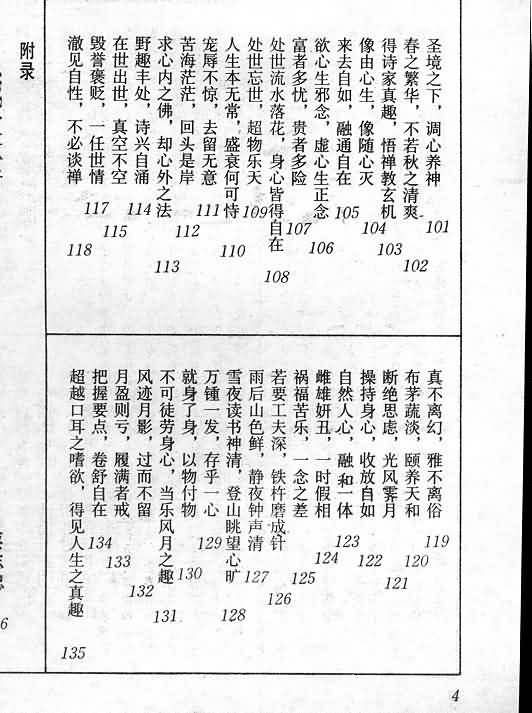 圣境之下，调心养神 101
春之繁华，不若秋之清爽 102
得诗家真趣，悟禅教玄机 103
像由心生，像随心灭 104
来去自如，融通自在 105
欲心生邪念，虚心生正念 106
富者多忧，贵者多险 107
处世流水落花，身心皆得自在 108
处世忘世，超物乐天 109
人生本无常，盛衰何可恃 110
宠辱不惊，去留无意 111
苦海茫茫，回头是岸 112
求心内之佛，却心外之法 113
野趣丰处，诗兴自涌 114
在世出世，真空不空 115
毁誉褒贬，一任世情 117
澈见自性，不必谈禅 118
真不离幻，雅不离俗 119
布茅蔬淡，颐养天和 120
断绝思虑，光风霁月 121
操持身心，收放自如 122
自然人心，融和一体 123
雌雄妍丑，一时假相 124
祸福苦乐，一念之差 125
若要工夫深，铁杵磨成针 126
雨后山色鲜，静夜钟声清 127
雪夜读书神清，登山眺望心旷 128
万锺一发，存乎一心 129
就身了身，以物付物 130
不可徒劳身心，当乐风月之趣 131
风迹月影，过而不留 132
月盈则亏，履满者戒 133
把握要点，卷舒自在 134
超越口耳之嗜欲，得见人生之真趣 135
附录
6
4